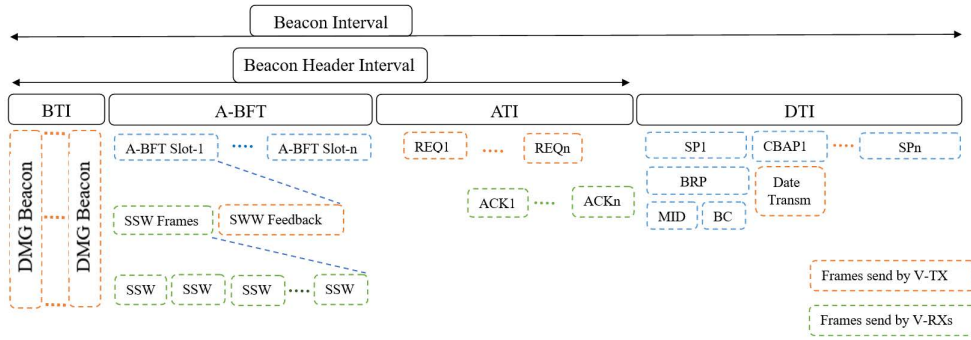 Beacon Interval
Beacon Header Interval
BTI
A-BFT
ATI
DTI
DMG Beacon
DMG Beacon
A-BFT Slot-1
A-BFT Slot-n
REQ1
REQn
SP1
CBAP1
SPn
BRP
Date
Transm
ACK1
ACKn
MID
BC
SSW Frames
SWW Feedback
SSW
SSW
SSW
SSW
Frames send by V-TX
Frames send by V-RXs